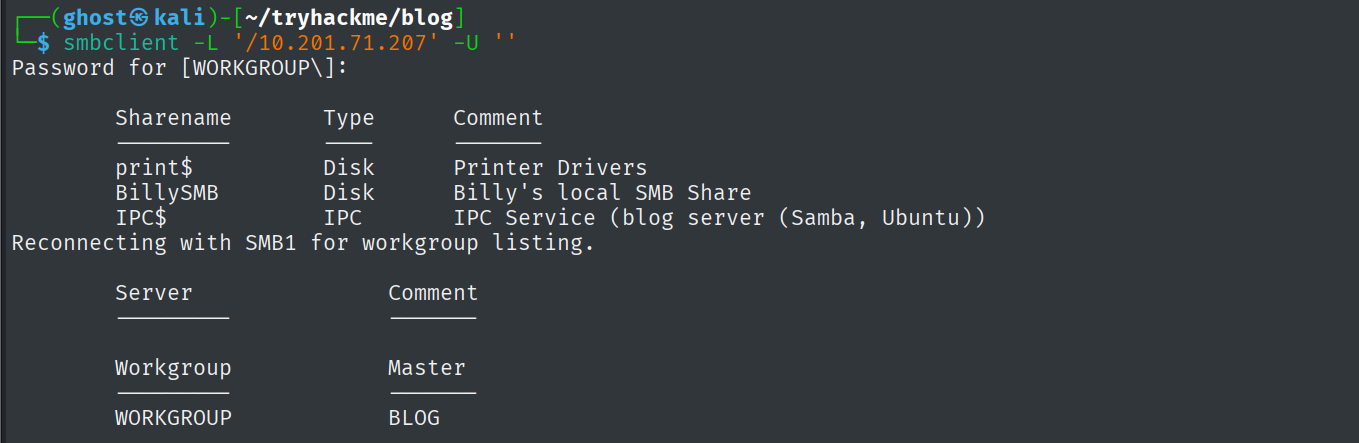 ┌──(ghost㉿kali)-[~/tryhackme/blog]
└─$ smbclient -L '/10.201.71.207' -U ''
Password for [WORKGROUP\]:
Sharename Type Comment
--------- ---- -------
print$ Disk Printer Drivers
BillySMB Disk Billy's local SMB Share
IPC$ IPC IPC Service (blog server (Samba, Ubuntu))
Reconnecting with SMB1 for workgroup listing.
Server Comment
--------- -------
Workgroup Master
--------- -------
WORKGROUP BLOG